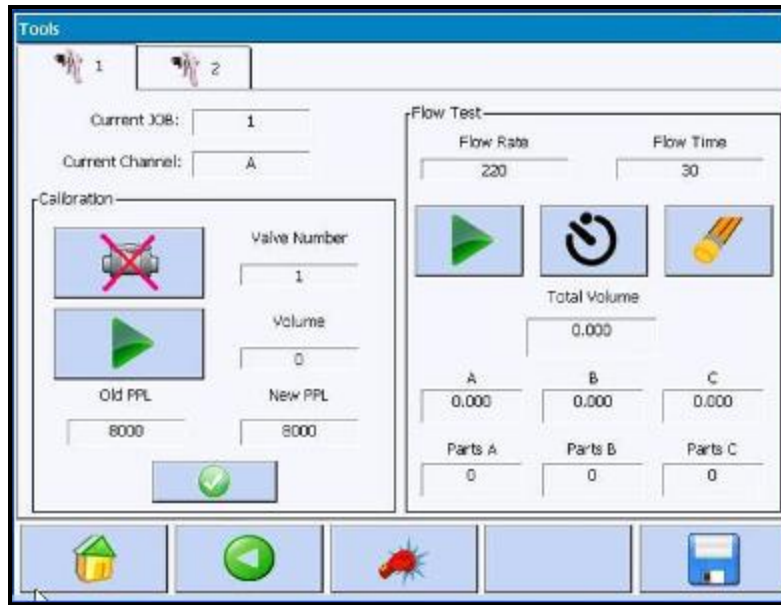 Tools
1
2
Current JOB: 1
Current Channel: A
Calibration
Valve Number
1
Volume
0
Old PPL New PPL
8000 8000
Flow Test
Flow Rate Flow Time
220 30
Total Volume
0.000
A B C
0.000 0.000 0.000
Parts A Parts B Parts C
0 0 0